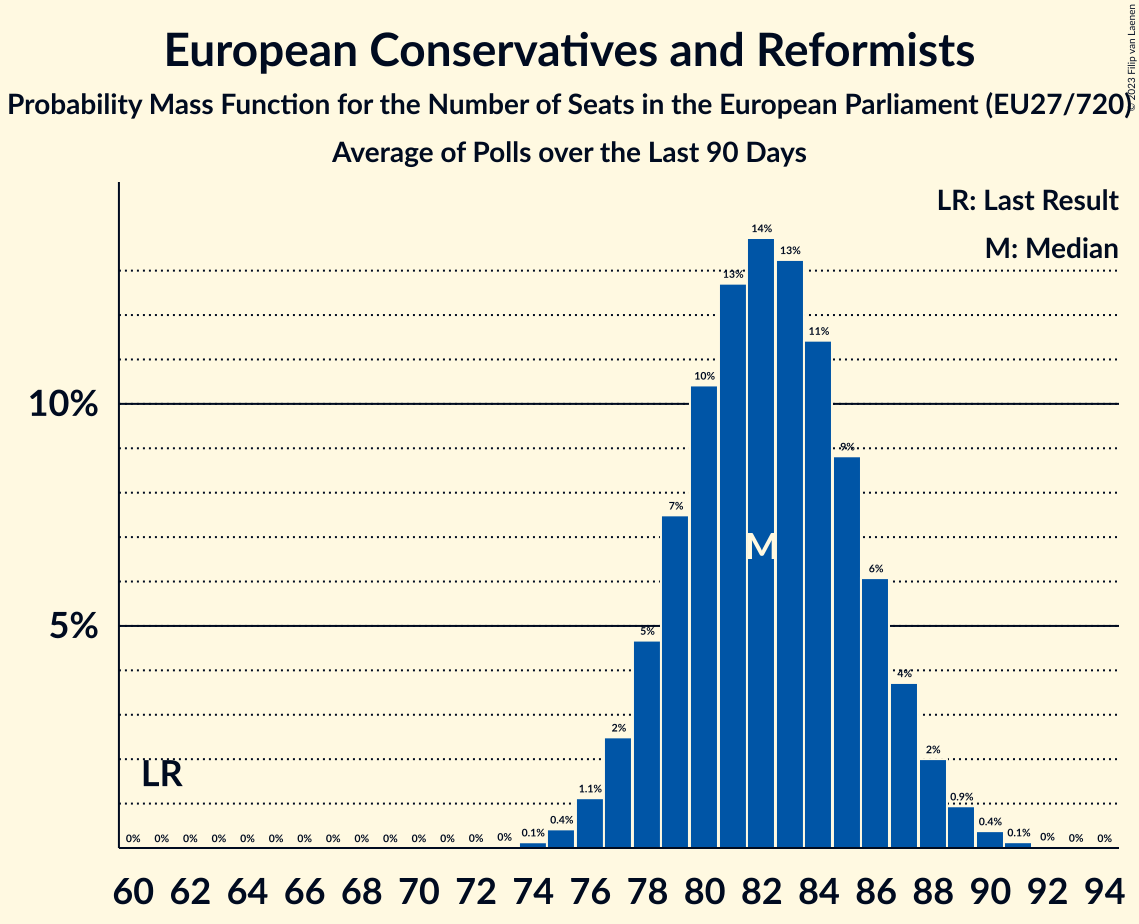 European Conservatives and Reformists
Probability Mass Function for the Number of Seats in the European Parliament (EU27/720)
Average of Polls over the Last 90 Days
© 2023 Filip van Laenen
LR: Last Result
M: Median
14%
13%
13%
11%
10%
10%
9%
7%
M
6%
5%
5%
4%
2%
2%
LR
1.1%
0.9%
0.4%
0.4%
0% 0% 0% 0% 0% 0% 0% 0% 0% 0% 0% 0% 0% 0% 0.1% 0.1% 0% 0% 0%
60 62 64 66 68 70 72 74 76 78 80 82 84 86 88 90 92 94